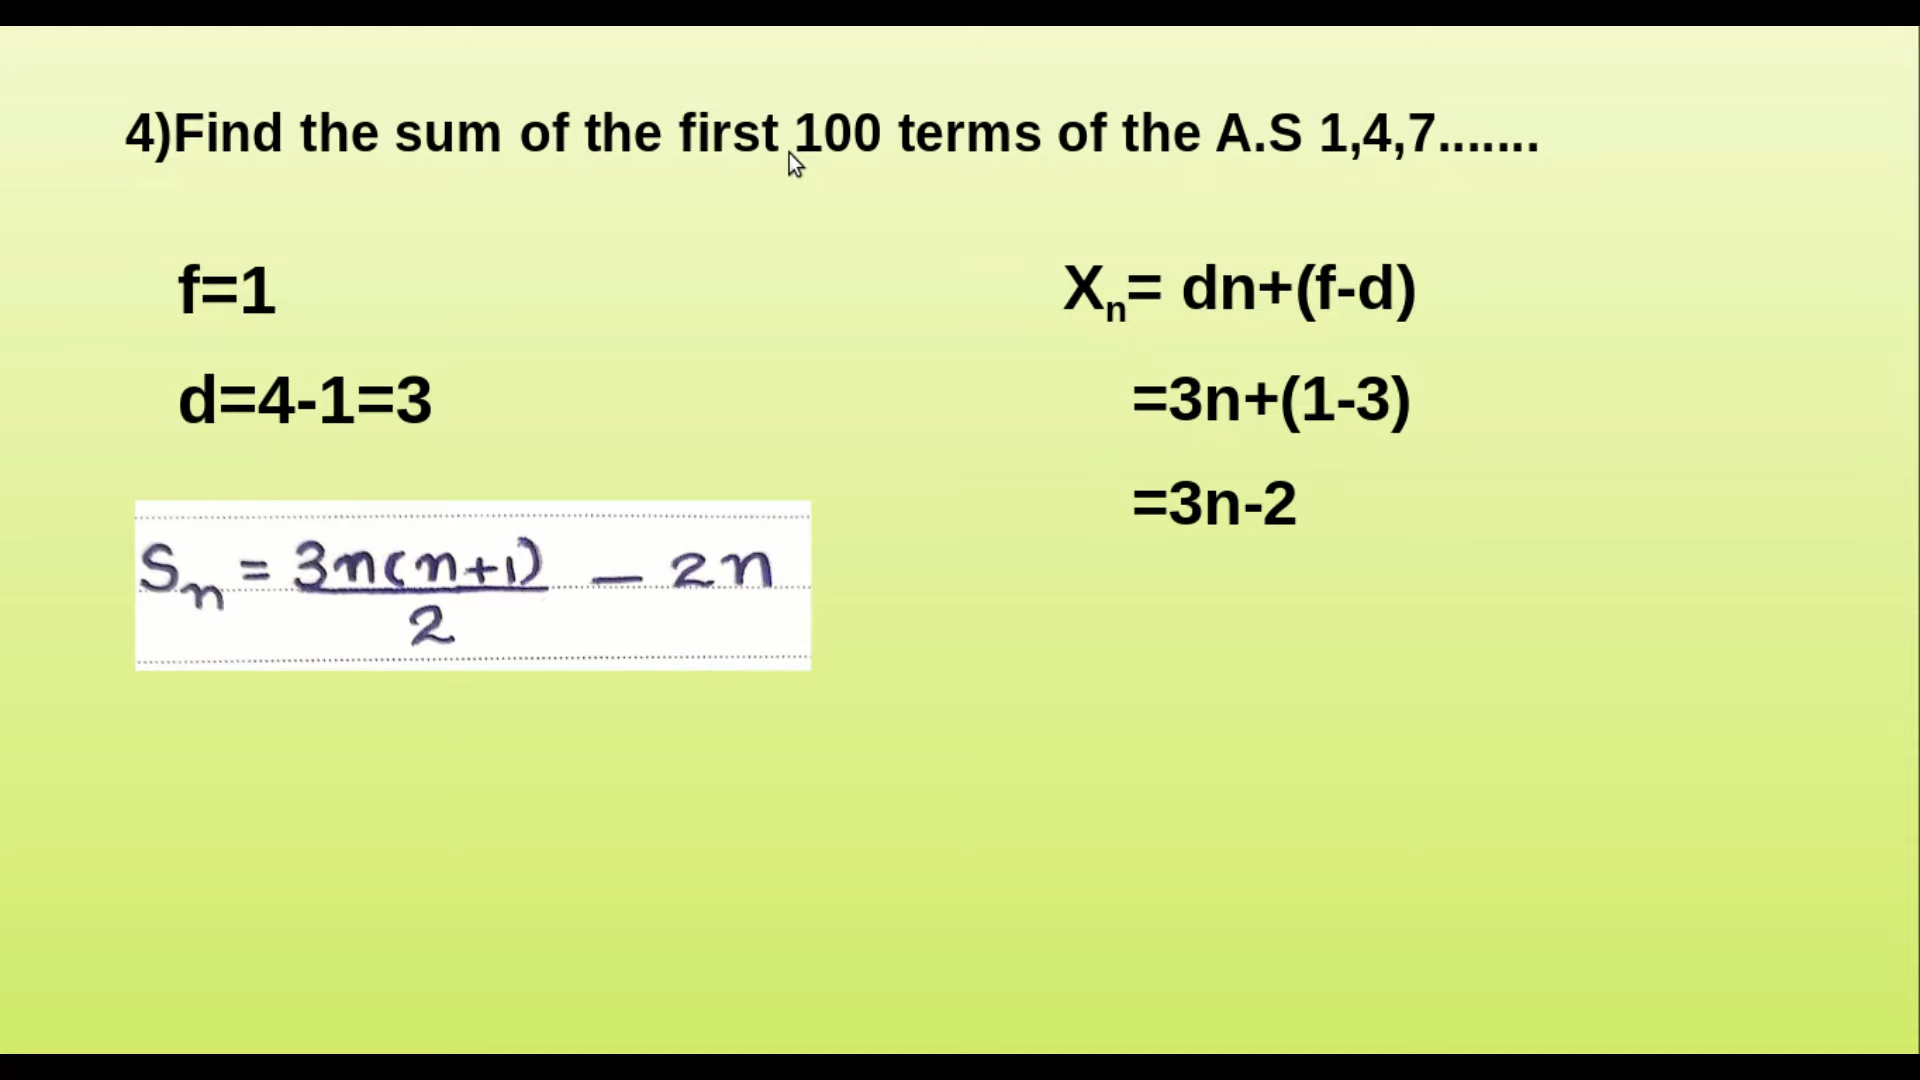 4)Find the sum of the first 100 terms of the A.S 1,4,7.......
f=1
d=4-1=3
Sn = 3n(n+1) – 2n
2
Xn= dn+(f-d)
=3n+(1-3)
=3n-2